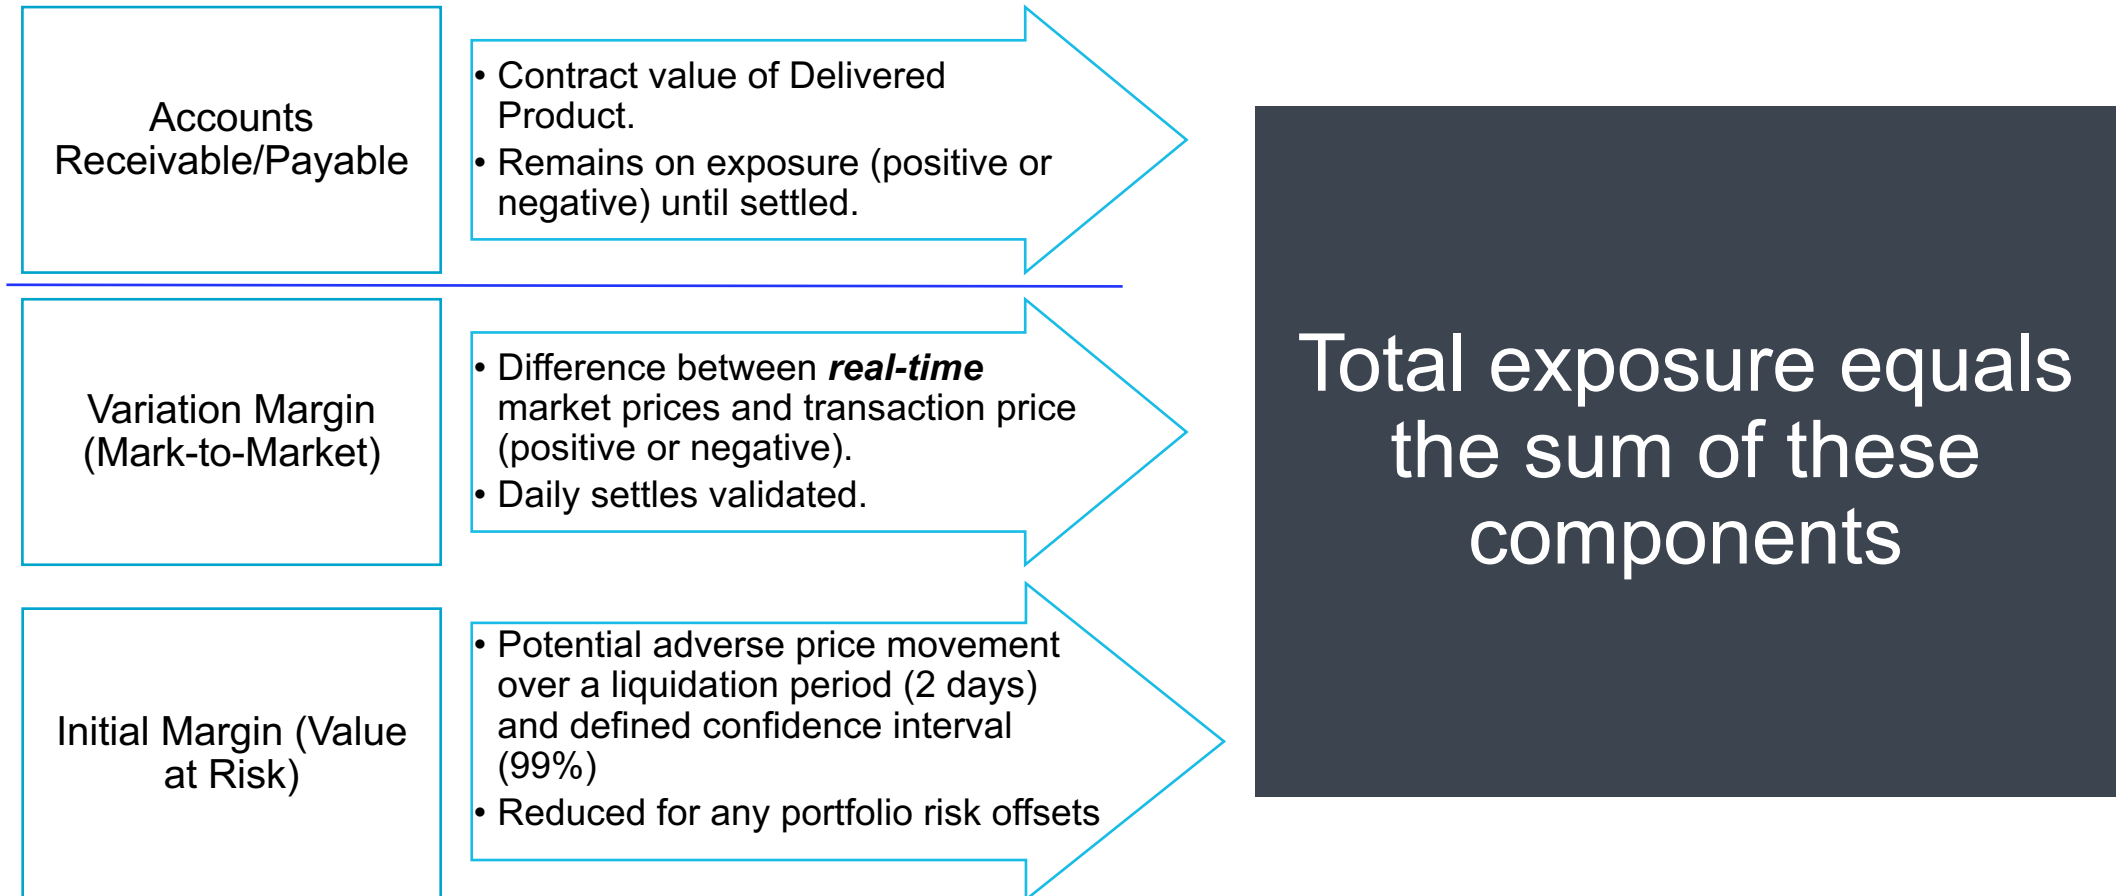 Accounts
Receivable/Payable
• Contract value of Delivered
Product.
• Remains on exposure (positive or
negative) until settled.
Variation Margin
(Mark-to-Market)
• Difference between real-time
market prices and transaction price
(positive or negative).
• Daily settles validated.
Initial Margin (Value
at Risk)
• Potential adverse price movement
over a liquidation period (2 days)
and defined confidence interval
(99%)
• Reduced for any portfolio risk offsets
Total exposure equals
the sum of these
components